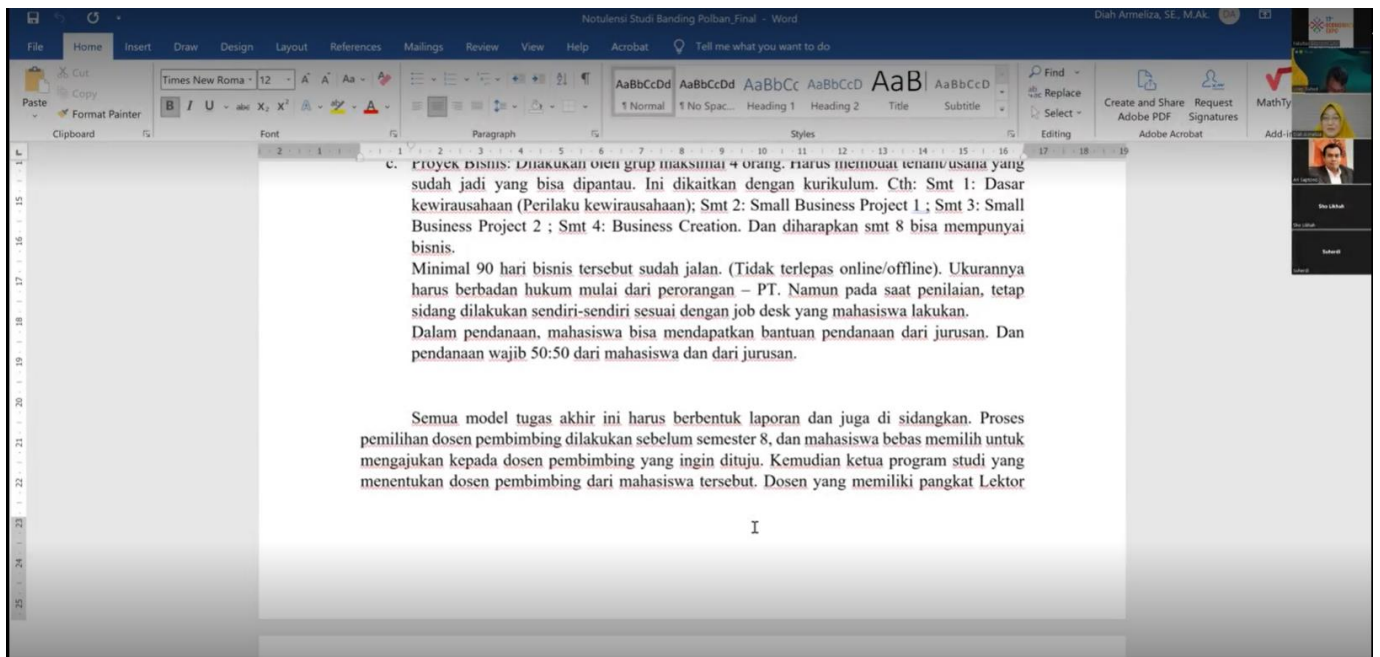 Notulensi Studi Banding Polban_Final - Word
Diah Armeliza, SE., M.Ak.
DA
File Home Insert Draw Design Layout References Mailings Review View Help Acrobat Tell me what you want to do
Paste
Cut
Copy
Format Painter
Clipboard
Times New Roma 12
Font
Paragraph
AaBbCcDd AaBbCcDd AaBbCc AaBbCcD AaB AaBbCcD
¶ Normal ¶ No Spac... Heading 1 Heading 2 Title Subtitle
Styles
Find
Replace
Select
Editing
Create and Share Adobe PDF
Request Signatures
Adobe Acrobat
MathTy
Add-i
c. Proyek Bisnis: Dilakukan oleh grup maksimal 4 orang. Harus membuat tenant/usaha yang
sudah jadi yang bisa dipantau. Ini dikaitkan dengan kurikulum. Cth: Smt 1: Dasar
kewirausahaan (Perilaku kewirausahaan); Smt 2: Small Business Project 1 ; Smt 3: Small
Business Project 2 ; Smt 4: Business Creation. Dan diharapkan smt 8 bisa mempunyai
bisnis.
Minimal 90 hari bisnis tersebut sudah jalan. (Tidak terlepas online/offline). Ukurannya
harus berbadan hukum mulai dari perorangan – PT. Namun pada saat penilaian, tetap
sidang dilakukan sendiri-sendiri sesuai dengan job desk yang mahasiswa lakukan.
Dalam pendanaan, mahasiswa bisa mendapatkan bantuan pendanaan dari jurusan. Dan
pendanaan wajib 50:50 dari mahasiswa dan dari jurusan.
Semua model tugas akhir ini harus berbentuk laporan dan juga di sidangkan. Proses
pemilihan dosen pembimbing dilakukan sebelum semester 8, dan mahasiswa bebas memilih untuk
mengajukan kepada dosen pembimbing yang ingin dituju. Kemudian ketua program studi yang
menentukan dosen pembimbing dari mahasiswa tersebut. Dosen yang memiliki pangkat Lektor
Suherdi